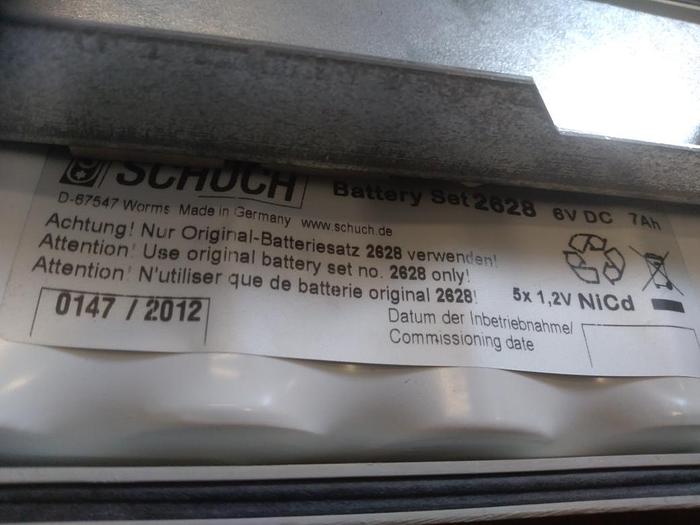 SCHUCH
Battery Set 2628 6V DC 7Ah
D-67547 Worms Made in Germany www.schuch.de
Achtung! Nur Original-Batteriesatz 2628 verwenden!
Attention! Use original battery set no. 2628 only!
Attention! N'utiliser que de batterie original 2628!
5x 1,2V NiCd
0147 / 2012
Datum der Inbetriebnahme/
Commissioning date